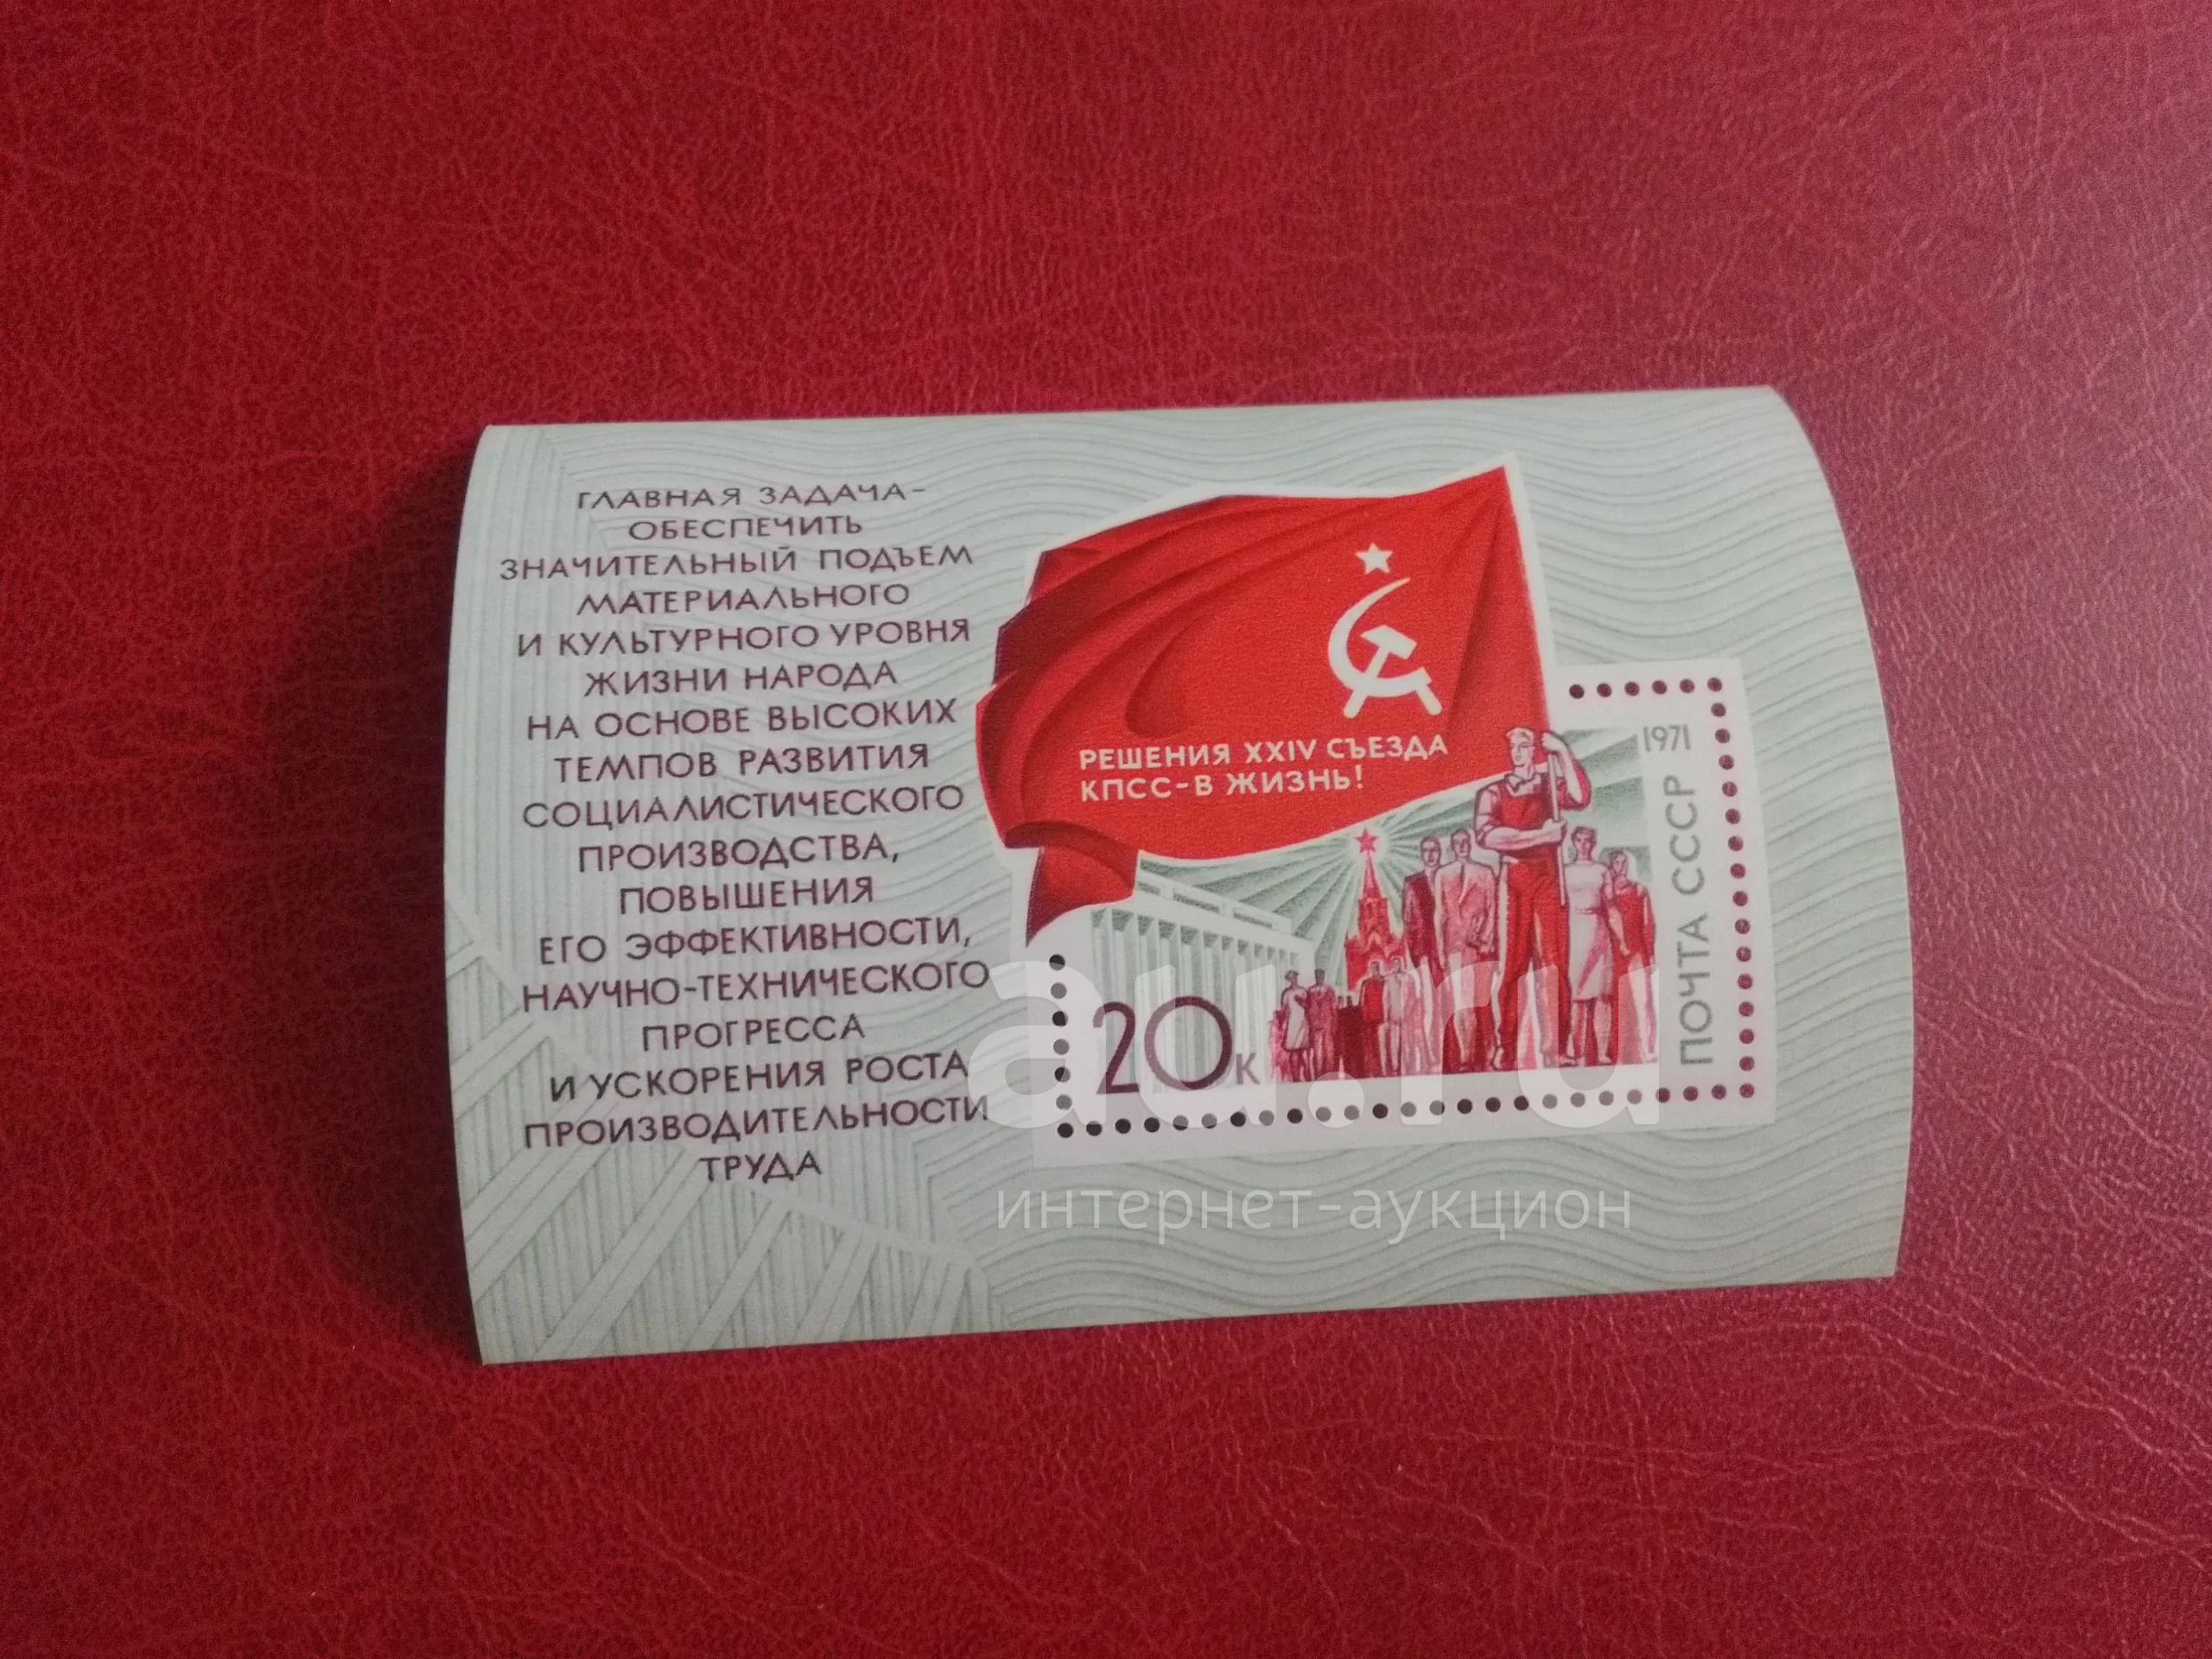 ГЛАВНАЯ ЗАДАЧА-
ОБЕСПЕЧИТЬ
ЗНАЧИТЕЛЬНЫЙ ПОДЪЕМ
МАТЕРИАЛЬНОГО
И КУЛЬТУРНОГО УРОВНЯ
ЖИЗНИ НАРОДА
НА ОСНОВЕ ВЫСОКИХ
ТЕМПОВ РАЗВИТИЯ
СОЦИАЛИСТИЧЕСКОГО
ПРОИЗВОДСТВА,
ПОВЫШЕНИЯ
ЕГО ЭФФЕКТИВНОСТИ,
НАУЧНО-ТЕХНИЧЕСКОГО
ПРОГРЕССА
И УСКОРЕНИЯ РОСТА
ПРОИЗВОДИТЕЛЬНОСТИ
ТРУДА
РЕШЕНИЯ XXIV СЪЕЗДА
КПСС-В ЖИЗНЬ!
1971
ПОЧТА СССР
20к
au.ru
интернет-аукцион